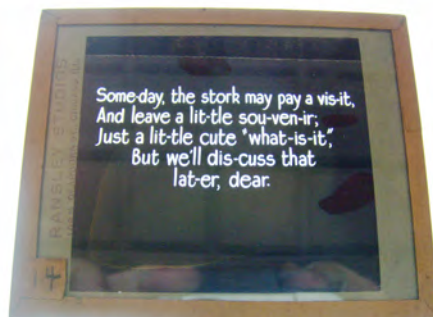 Some-day, the stork may pay a vis-it,
And leave a lit-tle sou-ven-ir;
Just a lit-tle cute "what-is-it",
But we'll dis-cuss that
lat-er, dear.
RANSLEY STUDIOS
4